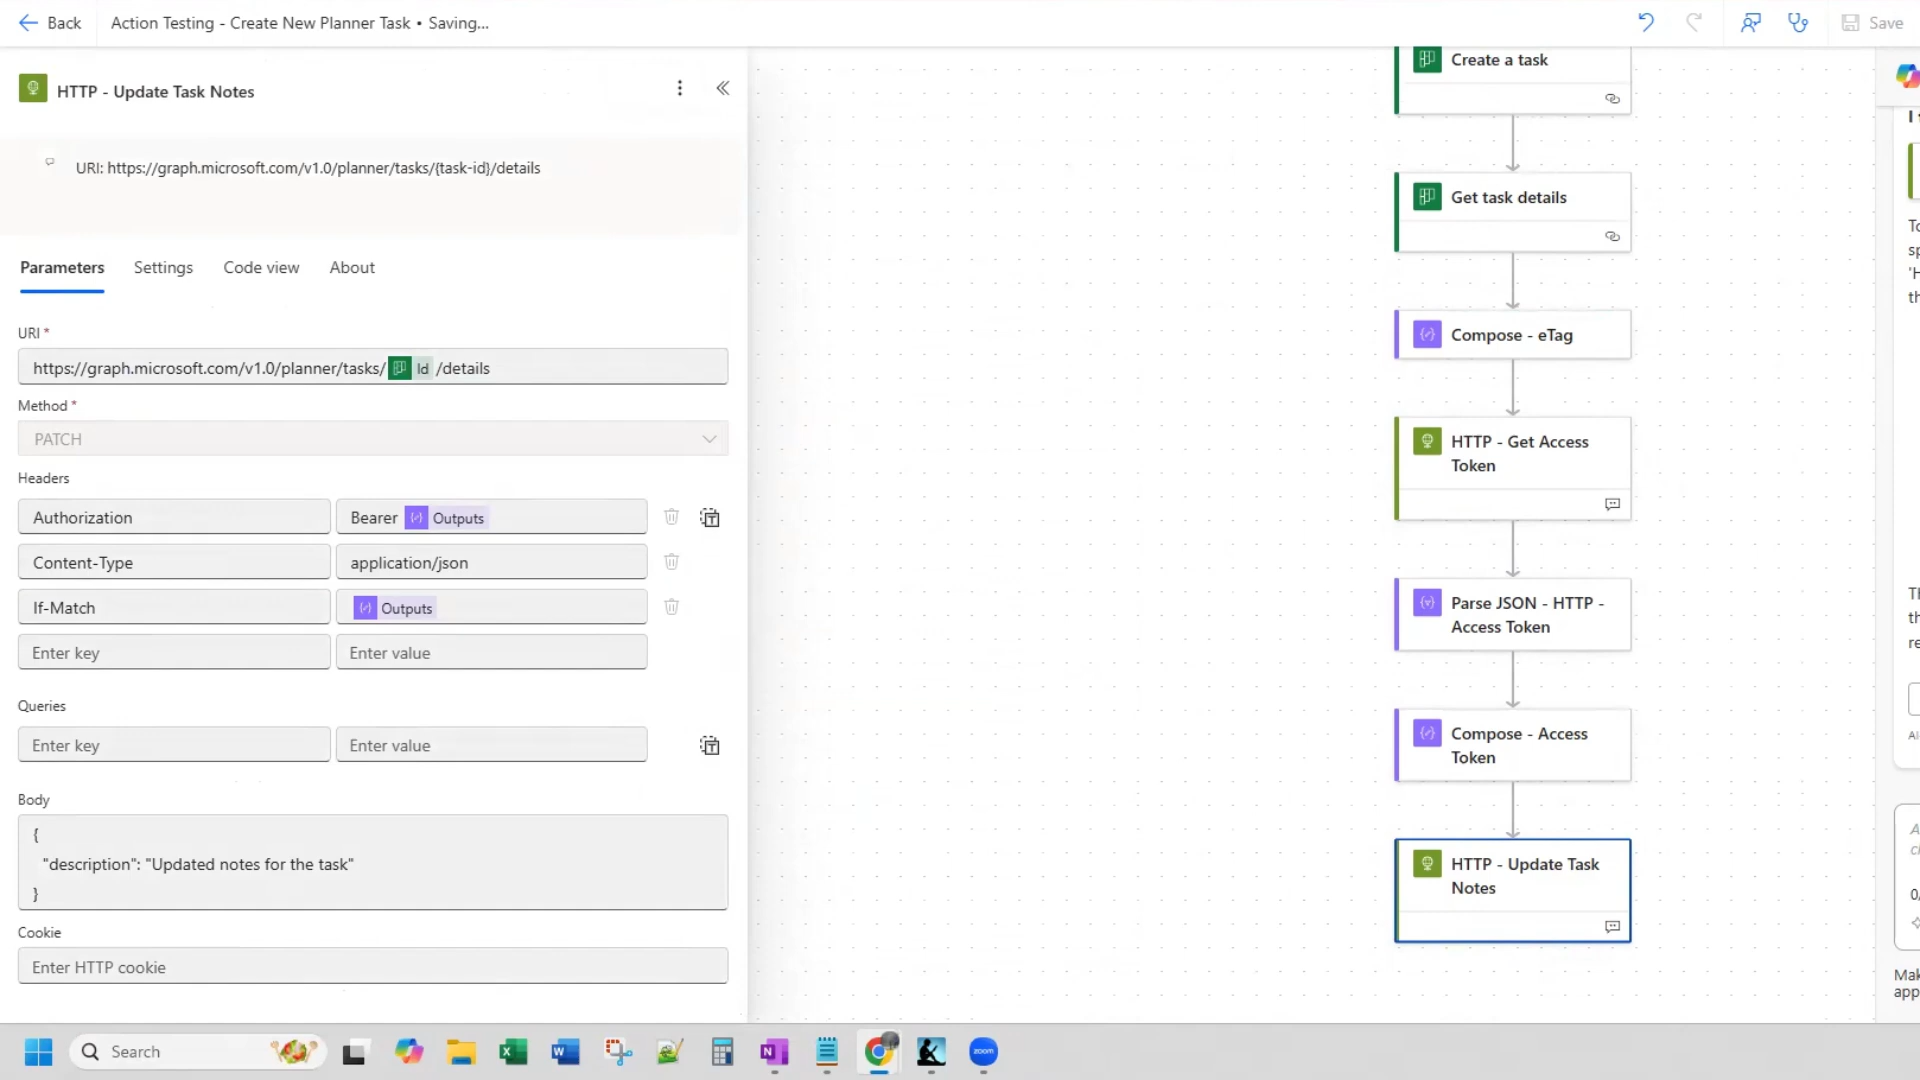 Back
Action Testing - Create New Planner Task • Saving...
Save
HTTP - Update Task Notes
URI: https://graph.microsoft.com/v1.0/planner/tasks/{task-id}/details
Parameters Settings Code view About
URI *
https://graph.microsoft.com/v1.0/planner/tasks/ Id /details
Method *
PATCH
Headers
Authorization Bearer Outputs
Content-Type application/json
If-Match Outputs
Enter key Enter value
Queries
Enter key Enter value
Body
{
"description": "Updated notes for the task"
}
Cookie
Enter HTTP cookie
Create a task
Get task details
Compose - eTag
HTTP - Get Access
Token
Parse JSON - HTTP -
Access Token
Compose - Access
Token
HTTP - Update Task
Notes
Search
zoom